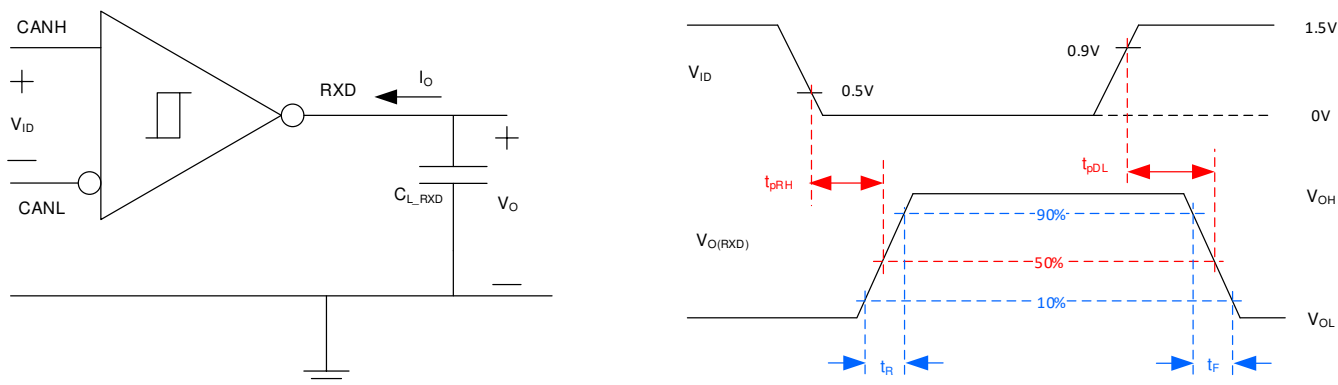 CANH
+
V_ID
—
CANL
RXD
I_O
+
C_L_RXD
V_O
—
V_ID
0.5V
0.9V
1.5V
0V
t_pRH
t_pDL
V_O(RXD)
90%
50%
10%
V_OH
V_OL
t_R
t_F